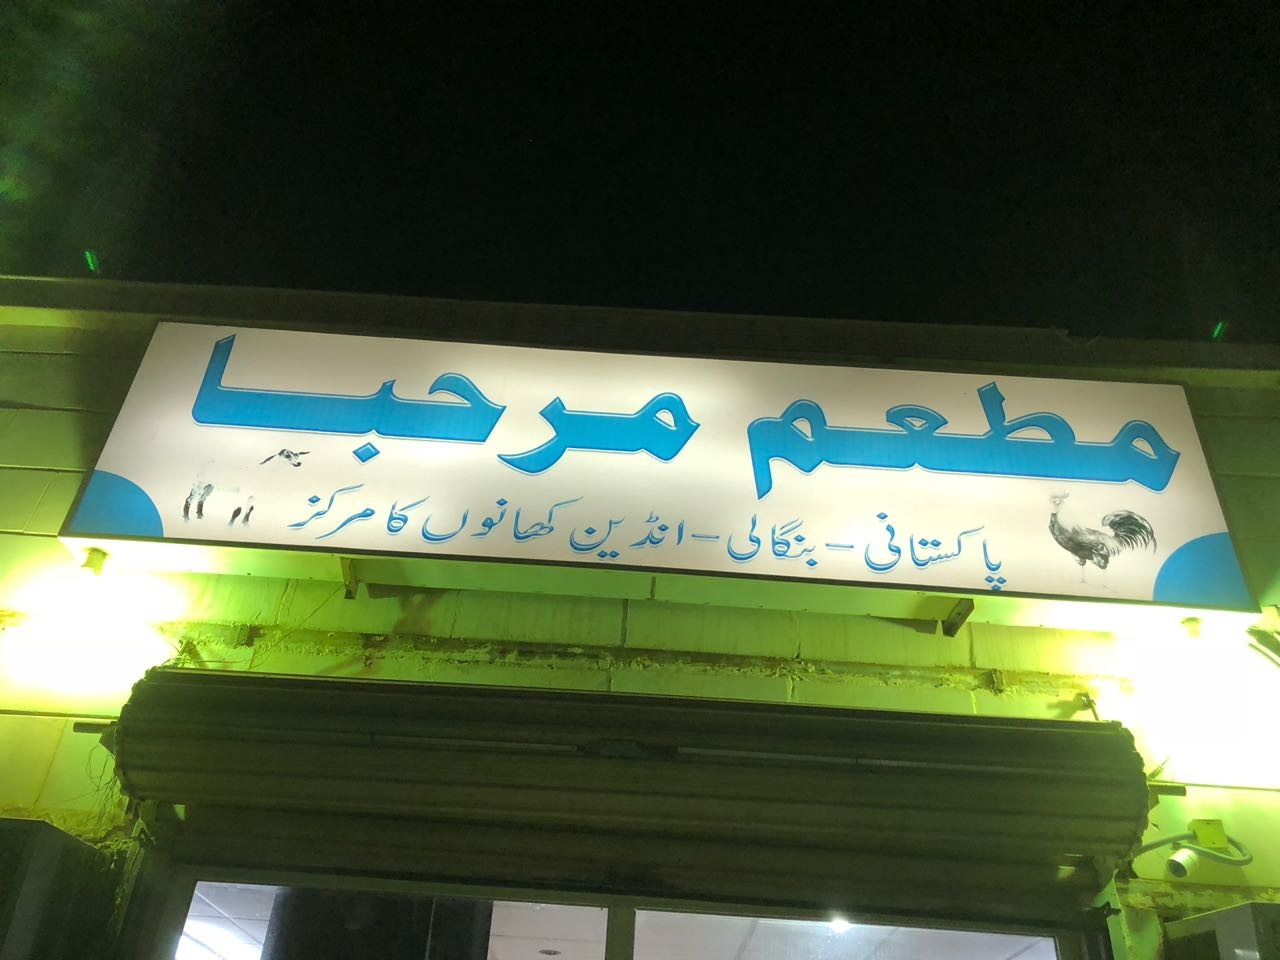 مطعم مرحبا
پاکستانی - بنگالی - انڈین کھانوں کا مرکز